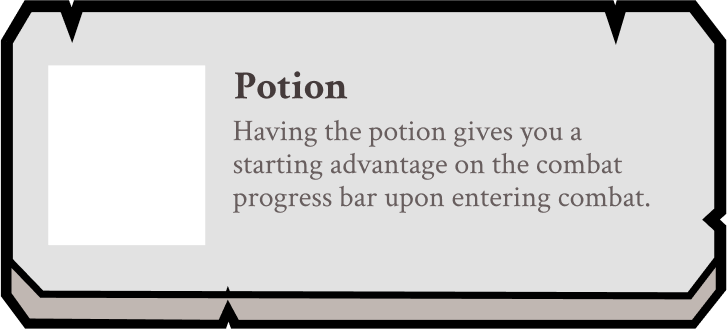 Potion
Having the potion gives you a
starting advantage on the combat
progress bar upon entering combat.